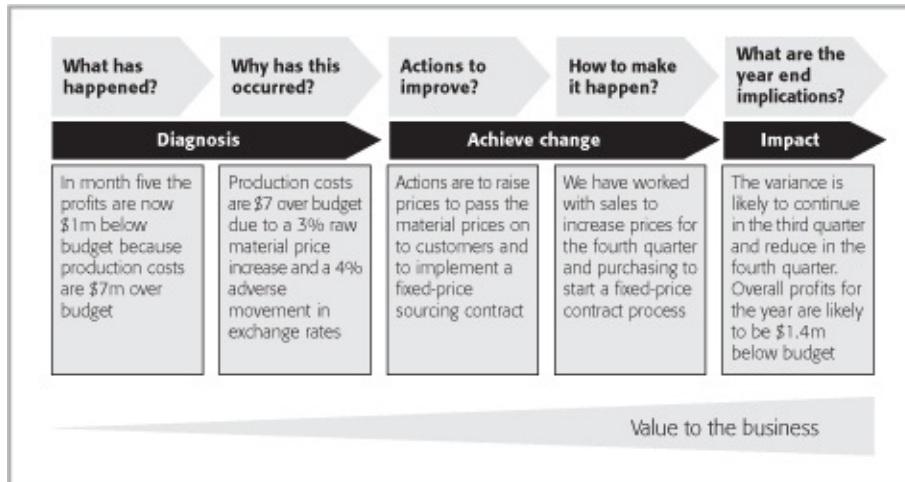 What has
happened?
Why has this
occurred?
Actions to
improve?
How to make
it happen?
What are the
year end
implications?
Diagnosis
Achieve change
Impact
In month five the
profits are now
$1m below
budget because
production costs
are $7m over
budget
Production costs
are $7 over budget
due to a 3% raw
material price
increase and a 4%
adverse
movement in
exchange rates
Actions are to raise
prices to pass the
material prices on
to customers and
to implement a
fixed-price
sourcing contract
We have worked
with sales to
increase prices for
the fourth quarter
and purchasing to
start a fixed-price
contract process
The variance is
likely to continue
in the third quarter
and reduce in the
fourth quarter.
Overall profits for
the year are likely
to be $1.4m
below budget
Value to the business